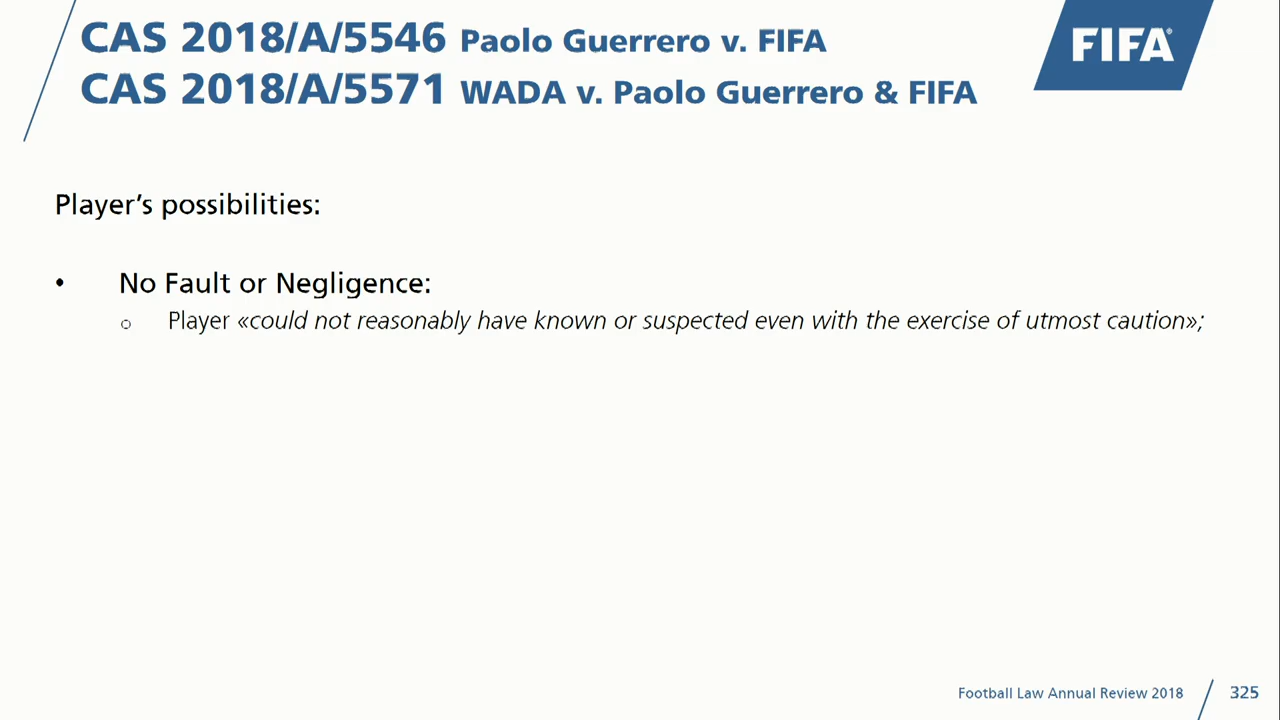 CAS 2018/A/5546 Paolo Guerrero v. FIFA
CAS 2018/A/5571 WADA v. Paolo Guerrero & FIFA
FIFA®
Player’s possibilities:
• No Fault or Negligence:
○ Player «could not reasonably have known or suspected even with the exercise of utmost caution»;
Football Law Annual Review 2018
325